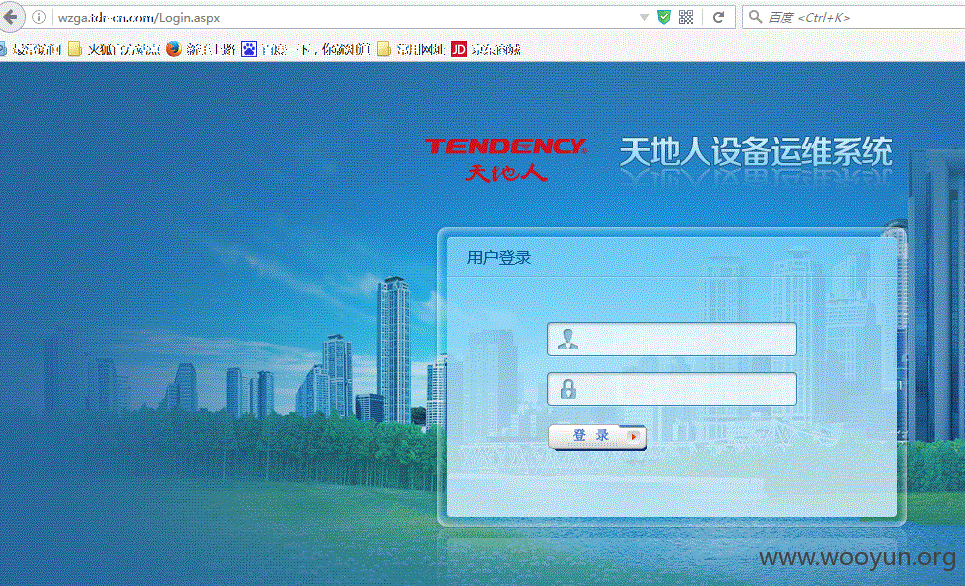 wzga.tdr-cn.com/Login.aspx
百度 <Ctrl+K>
最常访问 火狐官方站点 新手上路 百度一下，你就知道 常用网址 JD 京东商城
TENDENCY
天地人
天地人设备运维系统
用户登录
登 录
www.wooyun.org